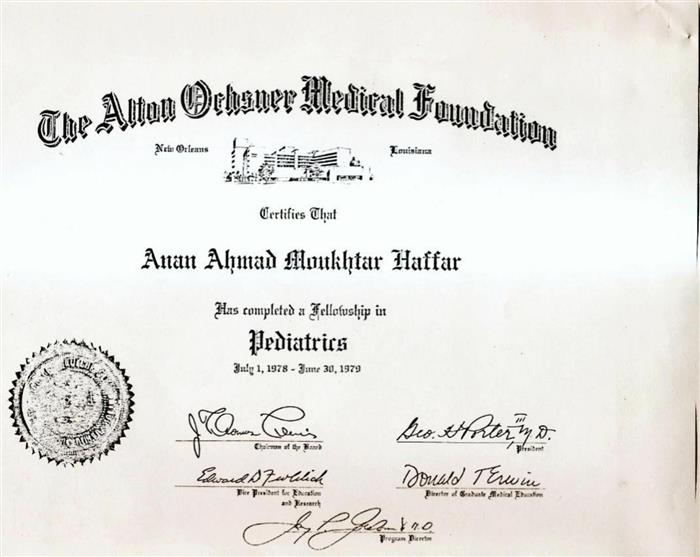 The Alton Ochsner Medical Foundation
New Orleans Louisiana
Certifies That
Anan Ahmad Moukhtar Haffar
Has completed a Fellowship in
Pediatrics
July 1, 1978 - June 30, 1979
J Thomas Lewis
Chairman of the Board
Geo. H Porter, III M.D.
President
Edward D Frohlich
Vice President for Education
and Research
Donald T Erwin
Director of Graduate Medical Education
Program Director